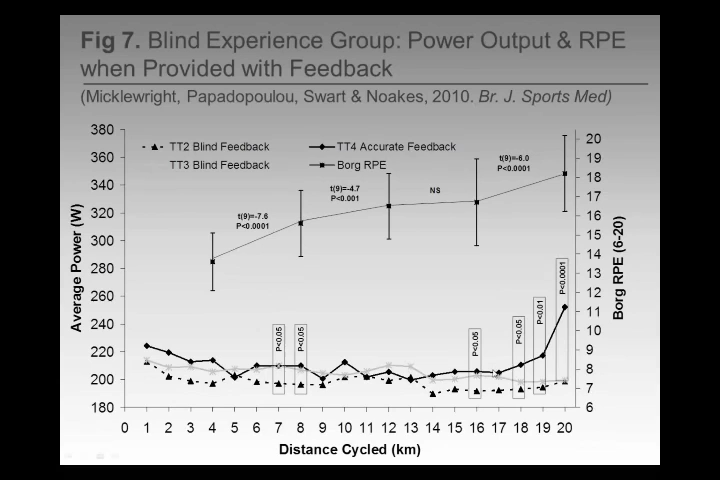 Fig 7. Blind Experience Group: Power Output & RPE
when Provided with Feedback
(Micklewright, Papadopoulou, Swart & Noakes, 2010. Br. J. Sports Med)
TT2 Blind Feedback
TT4 Accurate Feedback
TT3 Blind Feedback
Borg RPE
380
360
340
320
300
280
260
240
220
200
180
Average Power (W)
t(9)=-7.6
P<0.0001
t(9)=-4.7
P<0.001
NS
t(9)=-6.0
P<0.0001
P<0.05
P<0.05
P<0.05
P<0.05
P<0.01
P<0.0001
20
19
18
17
16
15
14
13
12
11
10
9
8
7
6
Borg RPE (6-20)
0 1 2 3 4 5 6 7 8 9 10 11 12 13 14 15 16 17 18 19 20
Distance Cycled (km)